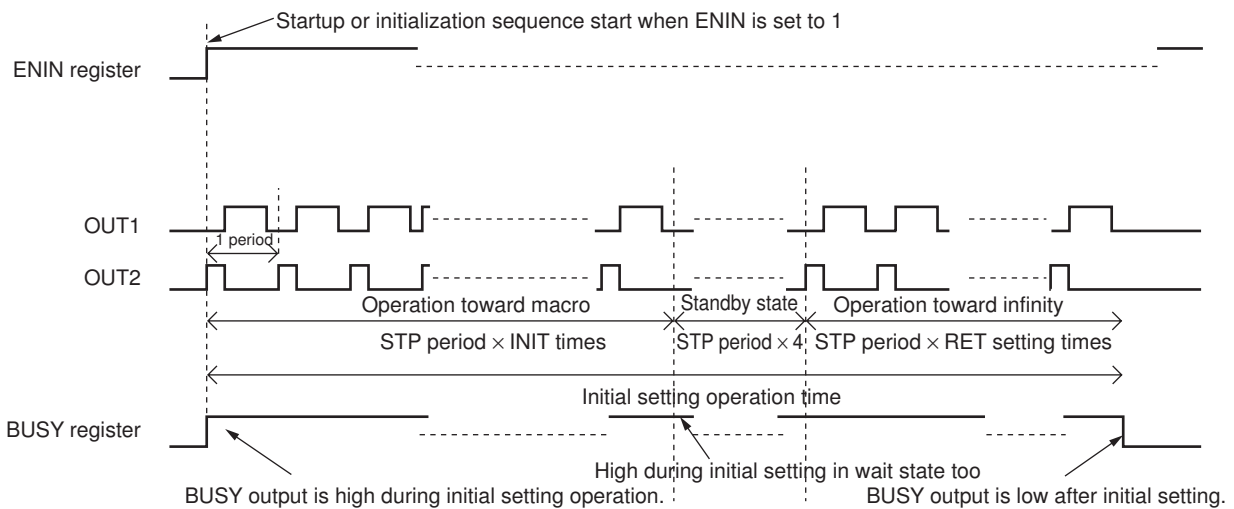 Startup or initialization sequence start when ENIN is set to 1
ENIN register
OUT1
1 period
OUT2
Operation toward macro
Standby state
Operation toward infinity
STP period × INIT times
STP period × 4
STP period × RET setting times
Initial setting operation time
BUSY register
High during initial setting in wait state too
BUSY output is high during initial setting operation.
BUSY output is low after initial setting.